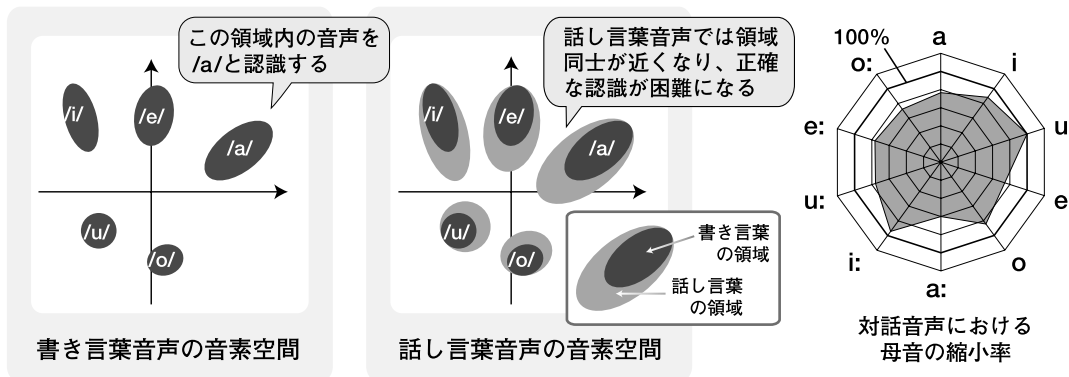 この領域内の音声を
/a/と認識する
/i/
/e/
/a/
/u/
/o/
書き言葉音声の音素空間
話し言葉音声では領域
同士が近くなり、正確
な認識が困難になる
/i/
/e/
/a/
/u/
/o/
書き言葉
の領域
話し言葉
の領域
話し言葉音声の音素空間
100%
a
i
u
e
o
a:
i:
u:
e:
o:
対話音声における
母音の縮小率